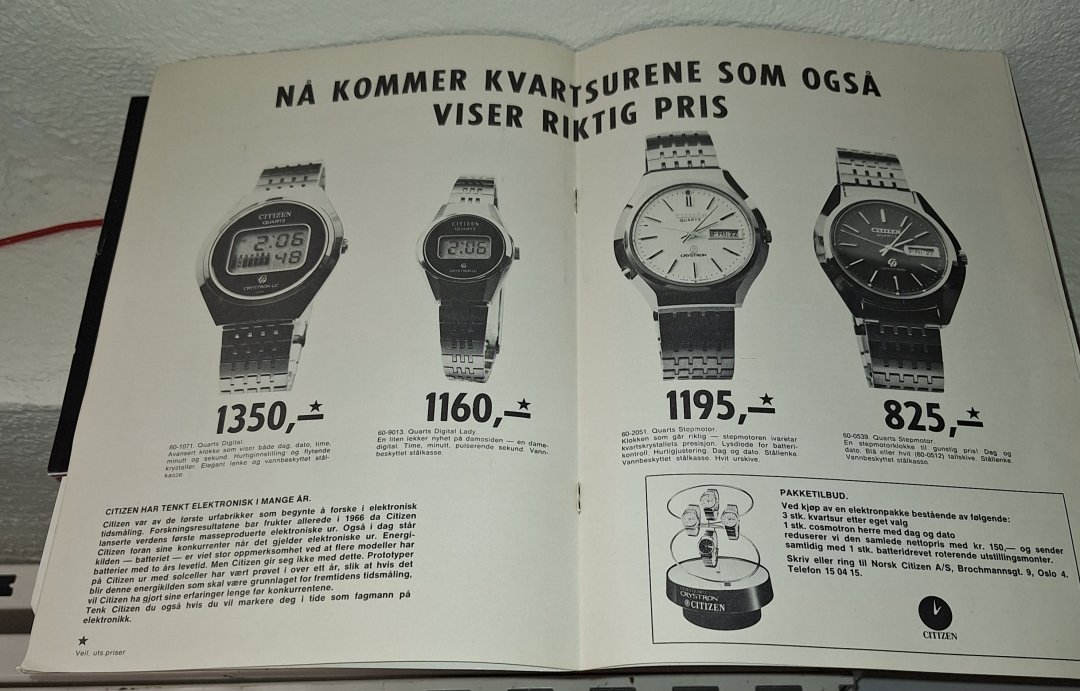 NÅ KOMMER KVARTSURENE SOM OGSÅ
VISER RIKTIG PRIS
CITIZEN
QUARTZ
2:06
48
CRYSTRON·LC
2:06
CRYSTRON·LC
CITIZEN
QUARTZ
FRI 22
CRYSTRON
CITIZEN
QUARTZ
FRI 22
CRYSTRON
1350,—★
60-1071. Quarts Digital.
Avansert klokke som viser både dag, dato, time,
minutt og sekund. Hurtiginnstilling og flytende
krystaller. Elegant lenke og vannbeskyttet stål-
kasse.
1160,—★
60-9013. Quarts Digital Lady.
En liten lekker nyhet på damosiden — en dame-
digital. Time, minutt, pulserende sekund. Vann-
beskyttet stålkasse.
1195,—★
60-2051. Quarts Stepmotor.
Klokken som går riktig — stepmotoren ivaretar
kvartskrystallets presisjon. Lysdiode for batteri-
kontroll. Hurtigjustering. Dag og dato. Stållenke.
Vannbeskyttet stålkasse. Hvit urskive.
825,—★
60-0539. Quarts Stepmotor.
En stepmotorklokke til gunstig pris! Dag og
dato Blå eller hvit (60-0512) tallskive. Stållenke.
Vannbeskyttet stålkasse.
CITIZEN HAR TENKT ELEKTRONISK I MANGE ÅR.
Citizen var av de første urfabrikker som begynte å forske i elektronisk
tidsmåling. Forskningsresultatene bar frukter allerede i 1966 da Citizen
lanserte verdens første masseproduerte elektroniske ur. Også i dag står
Citizen foran sine konkurrenter når det gjelder elektroniske ur. Energi-
kilden — batteriet — er viet stor oppmerksomhet ved at flere modeller har
batterier med to års levetid. Men Citizen gir seg ikke med dette. Prototyper
på Citizen ur med solceller har vært prøvet i over ett år, slik at hvis det
blir denne energikilden som skal være grunnlaget for fremtidens tidsmåling,
vil Citizen ha gjort sine erfaringer lenge før konkurrentene.
Tenk Citizen du også hvis du vil markere deg i tide som fagmann på
elektronikk.
★
Veil. uts.priser
CRYSTRON
CITIZEN
PAKKETILBUD.
Ved kjøp av en elektronpakke bestående av følgende:
3 stk. kvartsur etter eget valg
1 stk. cosmotron herre med dag og dato
reduserer vi den samlede nettopris med kr. 150,— og sender
samtidig med 1 stk. batteridrevet roterende utstillingsmonter.
Skriv eller ring til Norsk Citizen A/S, Brochmannsgt. 9, Oslo 4.
Telefon 15 04 15.
CITIZEN